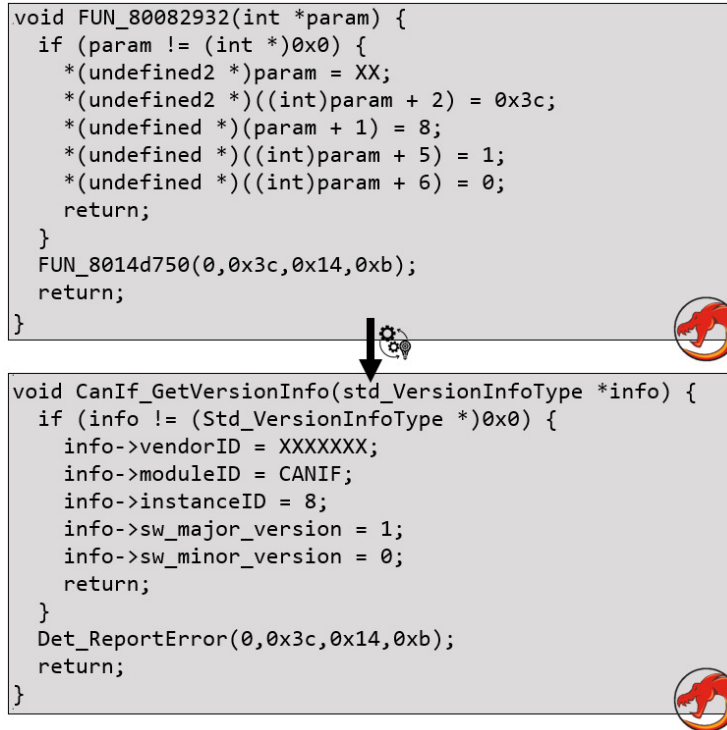 void FUN_80082932(int *param) {
  if (param != (int *)0x0) {
    *(undefined2 *)param = XX;
    *(undefined2 *)((int)param + 2) = 0x3c;
    *(undefined *)(param + 1) = 8;
    *(undefined *)((int)param + 5) = 1;
    *(undefined *)((int)param + 6) = 0;
    return;
  }
  FUN_8014d750(0,0x3c,0x14,0xb);
  return;
}
void CanIf_GetVersionInfo(std_VersionInfoType *info) {
  if (info != (Std_VersionInfoType *)0x0) {
    info->vendorID = XXXXXXX;
    info->moduleID = CANIF;
    info->instanceID = 8;
    info->sw_major_version = 1;
    info->sw_minor_version = 0;
    return;
  }
  Det_ReportError(0,0x3c,0x14,0xb);
  return;
}